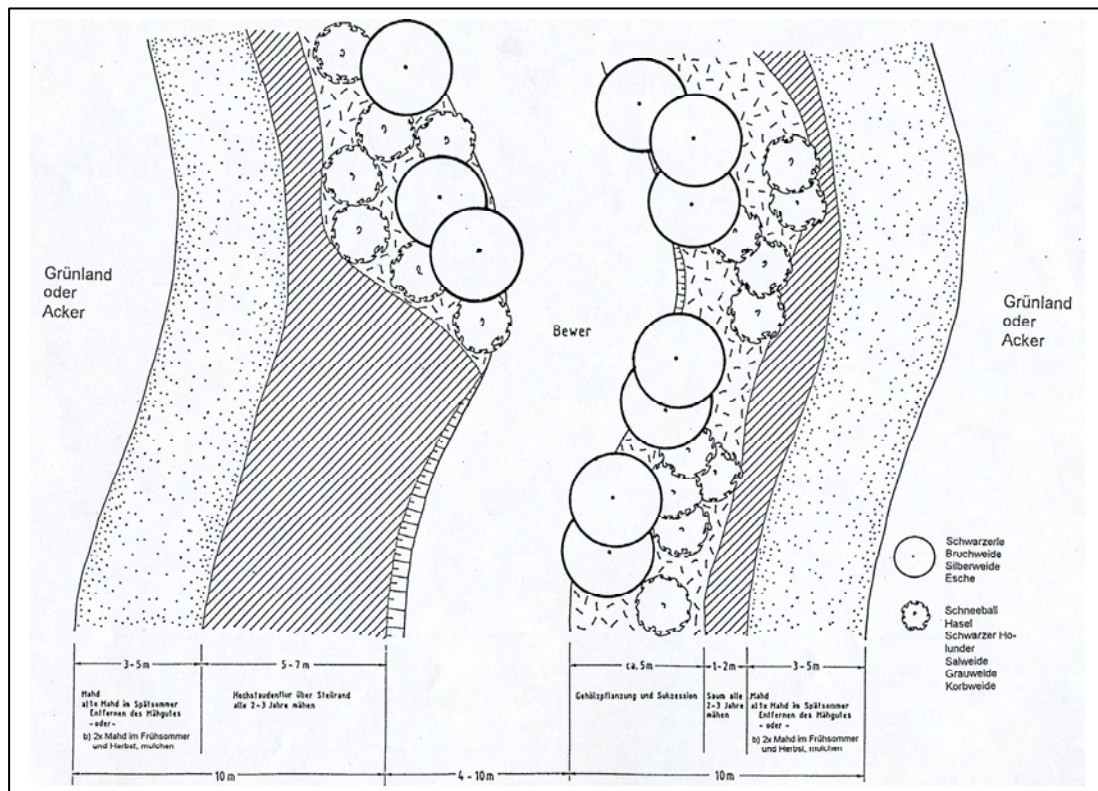 Grünland
oder
Acker
Bewer
Grünland
oder
Acker
Schwarzerle
Bruchweide
Silberweide
Esche
Schneeball
Hasel
Schwarzer Ho-
lunder
Salweide
Grauweide
Korbweide
3-5m
5-7m
ca. 5m
1-2m
3-5m
Mahd
a) 1x Mahd im Spätsommer
Entfernen des Mähgutes
- oder -
b) 2x Mahd im Frühsommer
und Herbst, mulchen
Hochstaudenflur über Steilrand
alle 2-3 Jahre mähen
Gehölzpflanzung und Sukzession
Saum alle
2-3 Jahre
mähen
Mahd
a) 1x Mahd im Spätsommer
Entfernen des Mähgutes
- oder -
b) 2x Mahd im Frühsommer
und Herbst, mulchen
10 m
4-10m
10m